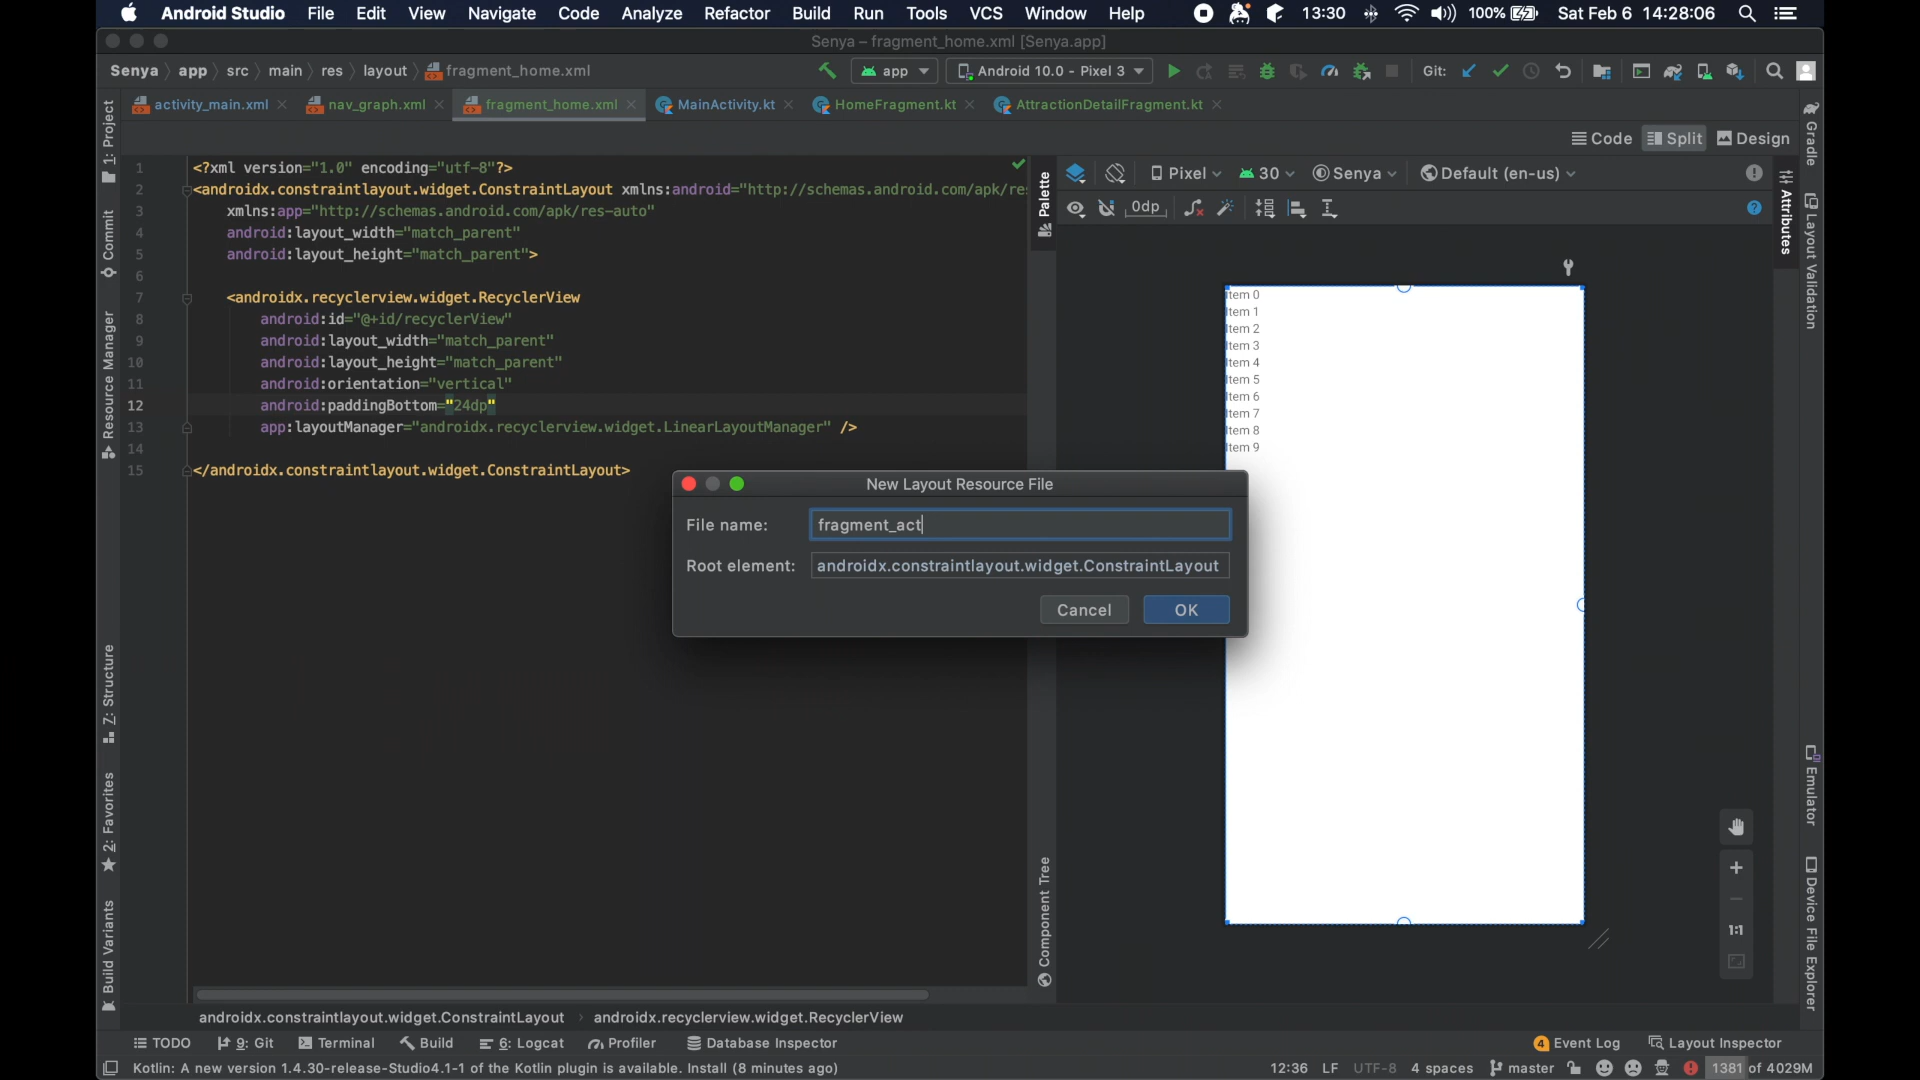 Android Studio File Edit View Navigate Code Analyze Refactor Build Run Tools VCS Window Help 13:30 100% Sat Feb 6 14:28:06
Senya – fragment_home.xml [Senya.app]
Senya app src main res layout fragment_home.xml app Android 10.0 - Pixel 3 Git:
activity_main.xml nav_graph.xml fragment_home.xml MainActivity.kt HomeFragment.kt AttractionDetailFragment.kt
Code Split Design
Pixel 30 Senya Default (en-us)
0dp
1 <?xml version="1.0" encoding="utf-8"?>
2 <androidx.constraintlayout.widget.ConstraintLayout xmlns:android="http://schemas.android.com/apk/re
3 xmlns:app="http://schemas.android.com/apk/res-auto"
4 android:layout_width="match_parent"
5 android:layout_height="match_parent">
6
7 <androidx.recyclerview.widget.RecyclerView
8 android:id="@+id/recyclerView"
9 android:layout_width="match_parent"
10 android:layout_height="match_parent"
11 android:orientation="vertical"
12 android:paddingBottom="24dp"
13 app:layoutManager="androidx.recyclerview.widget.LinearLayoutManager" />
14
15 </androidx.constraintlayout.widget.ConstraintLayout>
Item 0
Item 1
Item 2
Item 3
Item 4
Item 5
Item 6
Item 7
Item 8
Item 9
New Layout Resource File
File name: fragment_act
Root element: androidx.constraintlayout.widget.ConstraintLayout
Cancel OK
1: Project
Commit
Resource Manager
Z: Structure
2: Favorites
Build Variants
Palette
Component Tree
Attributes
Gradle
Layout Validation
Emulator
Device File Explorer
1:1
androidx.constraintlayout.widget.ConstraintLayout androidx.recyclerview.widget.RecyclerView
TODO 9: Git Terminal Build 6: Logcat Profiler Database Inspector 4 Event Log Layout Inspector
Kotlin: A new version 1.4.30-release-Studio4.1-1 of the Kotlin plugin is available. Install (8 minutes ago) 12:36 LF UTF-8 4 spaces master 1381 of 4029M